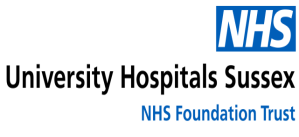 NHS
University Hospitals Sussex
NHS Foundation Trust